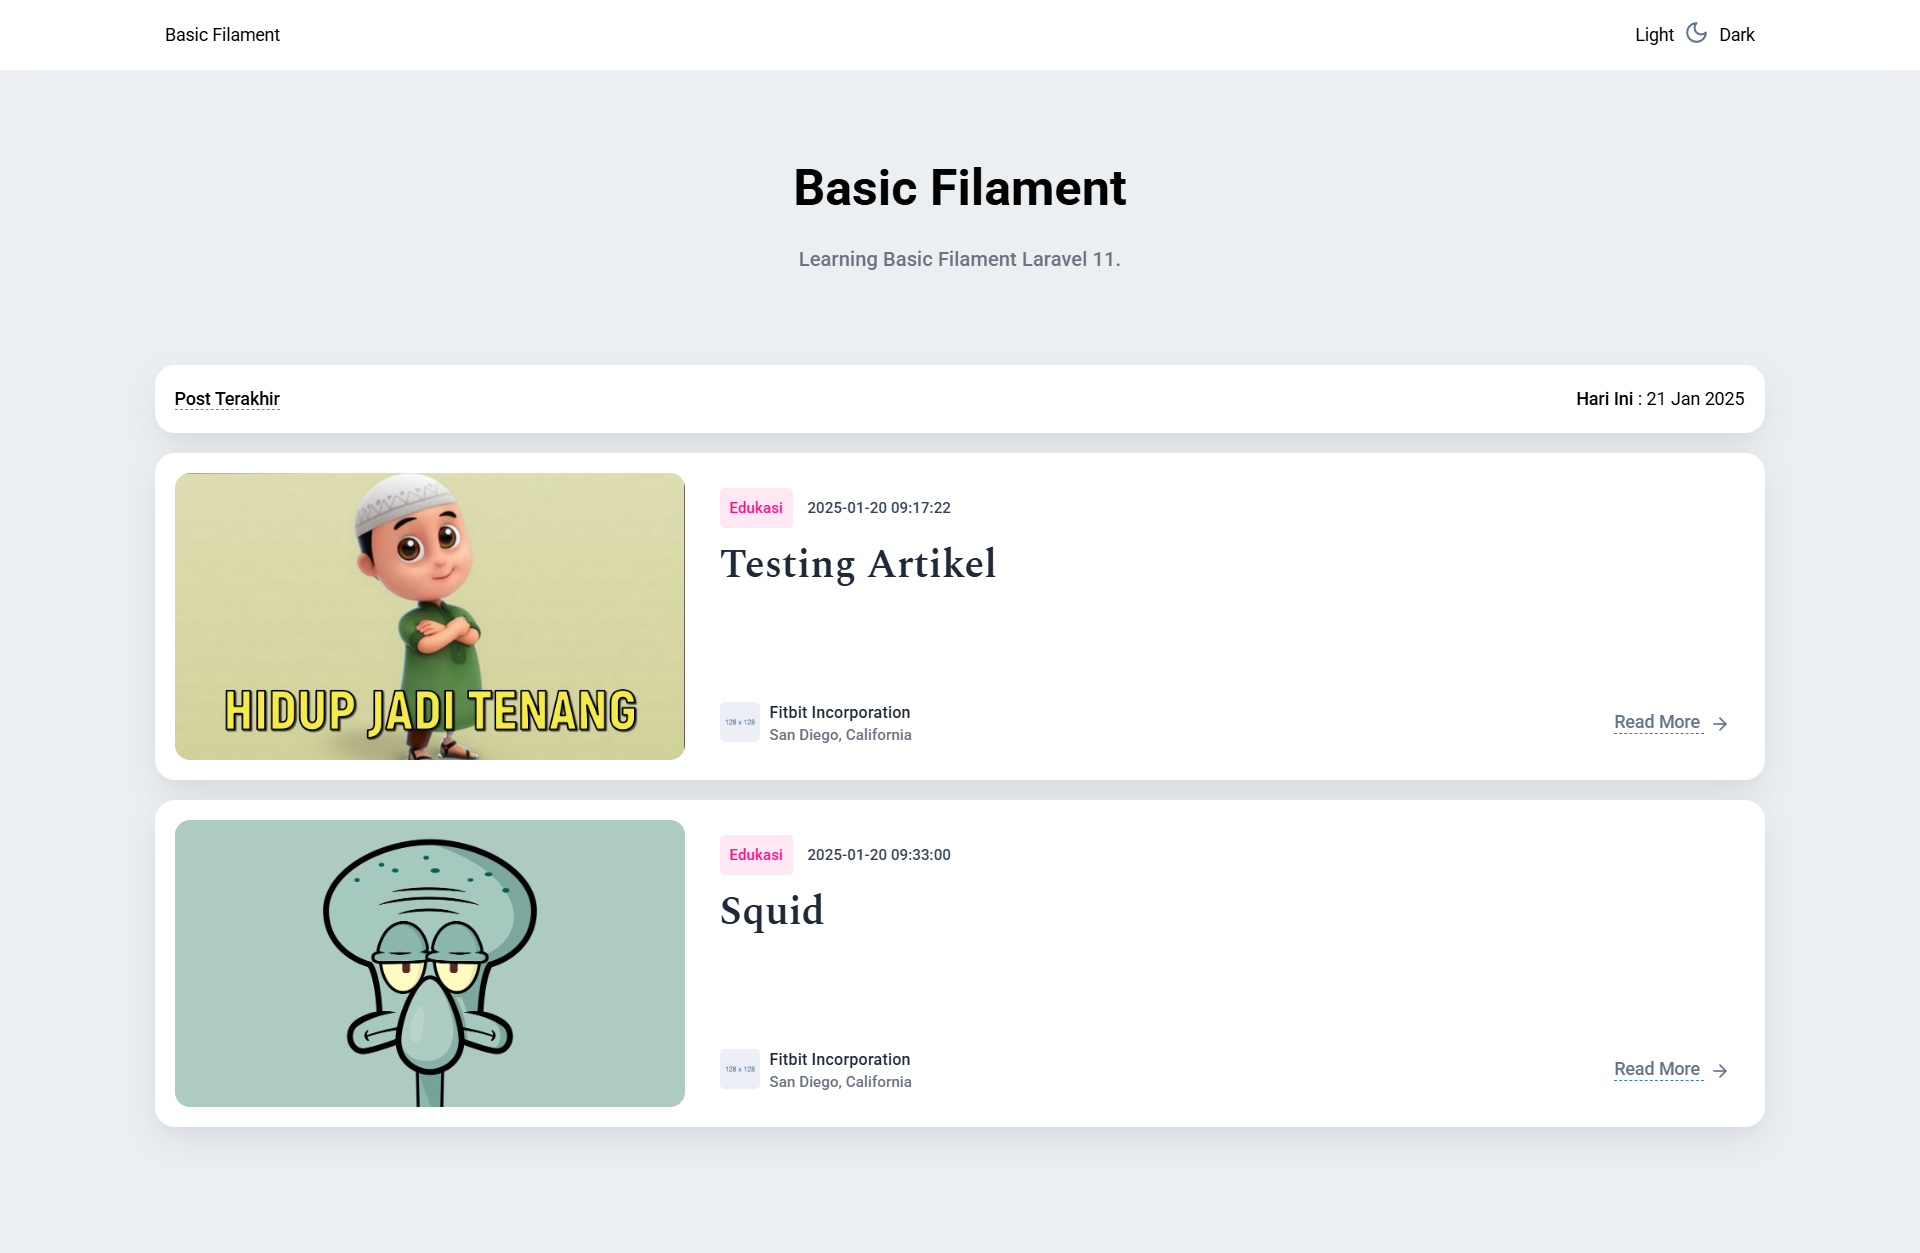 Basic Filament
Light Dark
Basic Filament
Learning Basic Filament Laravel 11.
Post Terakhir
Hari Ini : 21 Jan 2025
HIDUP JADI TENANG
Edukasi 2025-01-20 09:17:22
Testing Artikel
128 x 128
Fitbit Incorporation
San Diego, California
Read More
Edukasi 2025-01-20 09:33:00
Squid
128 x 128
Fitbit Incorporation
San Diego, California
Read More